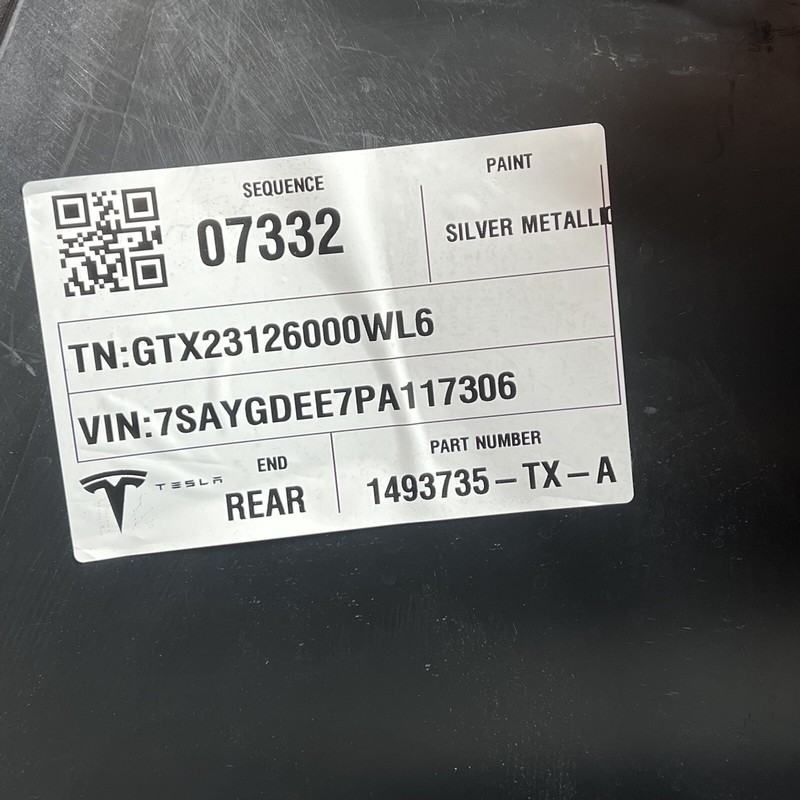 SEQUENCE
07332
PAINT
SILVER METALLIC
TN:GTX23126000WL6
VIN:7SAYGDEE7PA117306
TESLA
END
REAR
PART NUMBER
1493735-TX-A